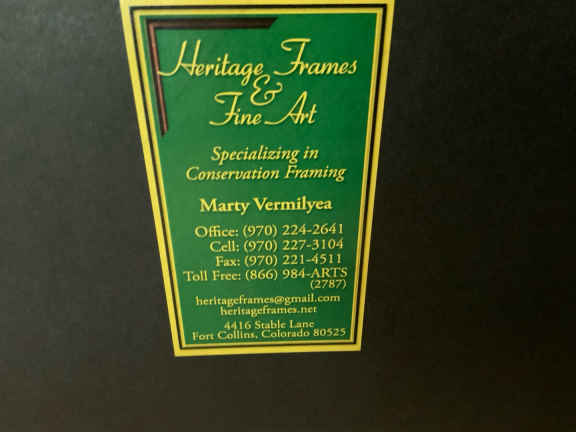 Heritage Frames
&
Fine Art
Specializing in
Conservation Framing
Marty Vermilyea
Office: (970) 224-2641
Cell: (970) 227-3104
Fax: (970) 221-4511
Toll Free: (866) 984-ARTS
(2787)
heritageframes@gmail.com
heritageframes.net
4416 Stable Lane
Fort Collins, Colorado 80525